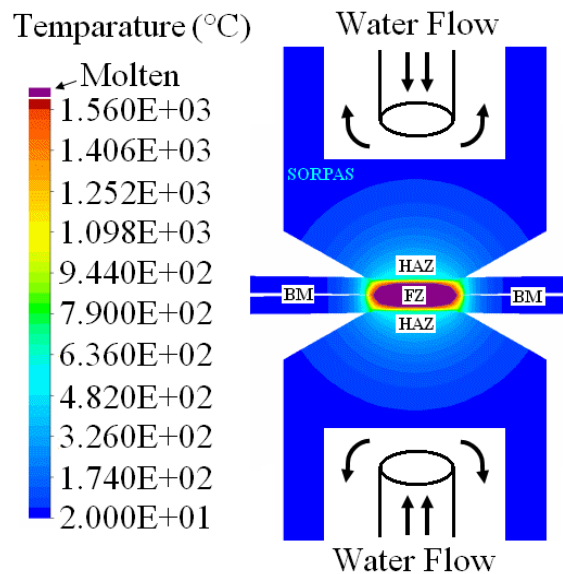 Temparature (°C)
Molten
1.560E+03
1.406E+03
1.252E+03
1.098E+03
9.440E+02
7.900E+02
6.360E+02
4.820E+02
3.260E+02
1.740E+02
2.000E+01
Water Flow
SORPAS
HAZ
BM
FZ
BM
HAZ
Water Flow